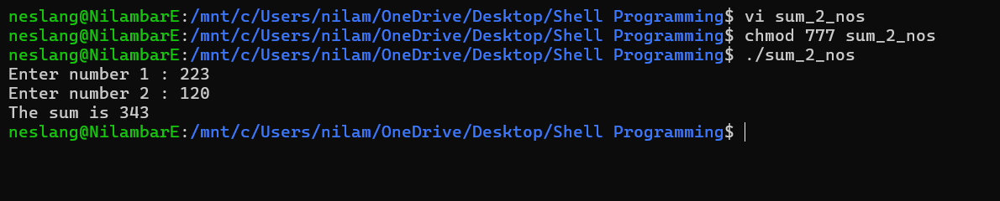 neslang@NilambarE:/mnt/c/Users/nilam/OneDrive/Desktop/Shell Programming$ vi sum_2_nos
neslang@NilambarE:/mnt/c/Users/nilam/OneDrive/Desktop/Shell Programming$ chmod 777 sum_2_nos
neslang@NilambarE:/mnt/c/Users/nilam/OneDrive/Desktop/Shell Programming$ ./sum_2_nos
Enter number 1 : 223
Enter number 2 : 120
The sum is 343
neslang@NilambarE:/mnt/c/Users/nilam/OneDrive/Desktop/Shell Programming$